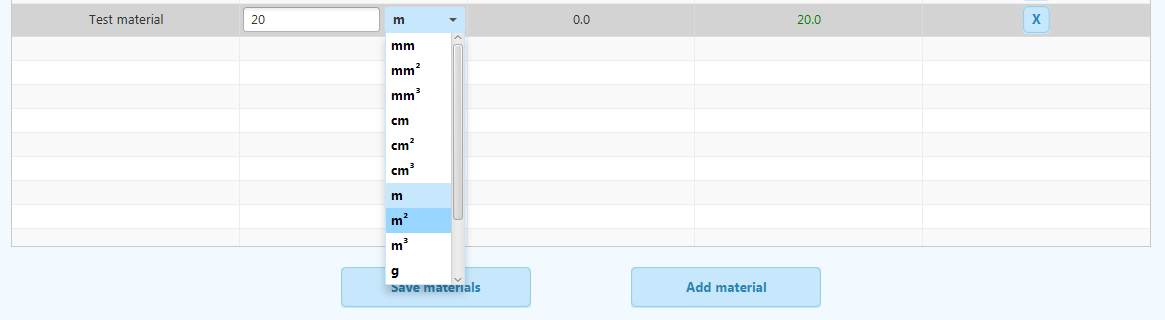 Test material 20 m 0.0 20.0 X
mm
mm²
mm³
cm
cm²
cm³
m
m²
m³
g
Save materials Add material